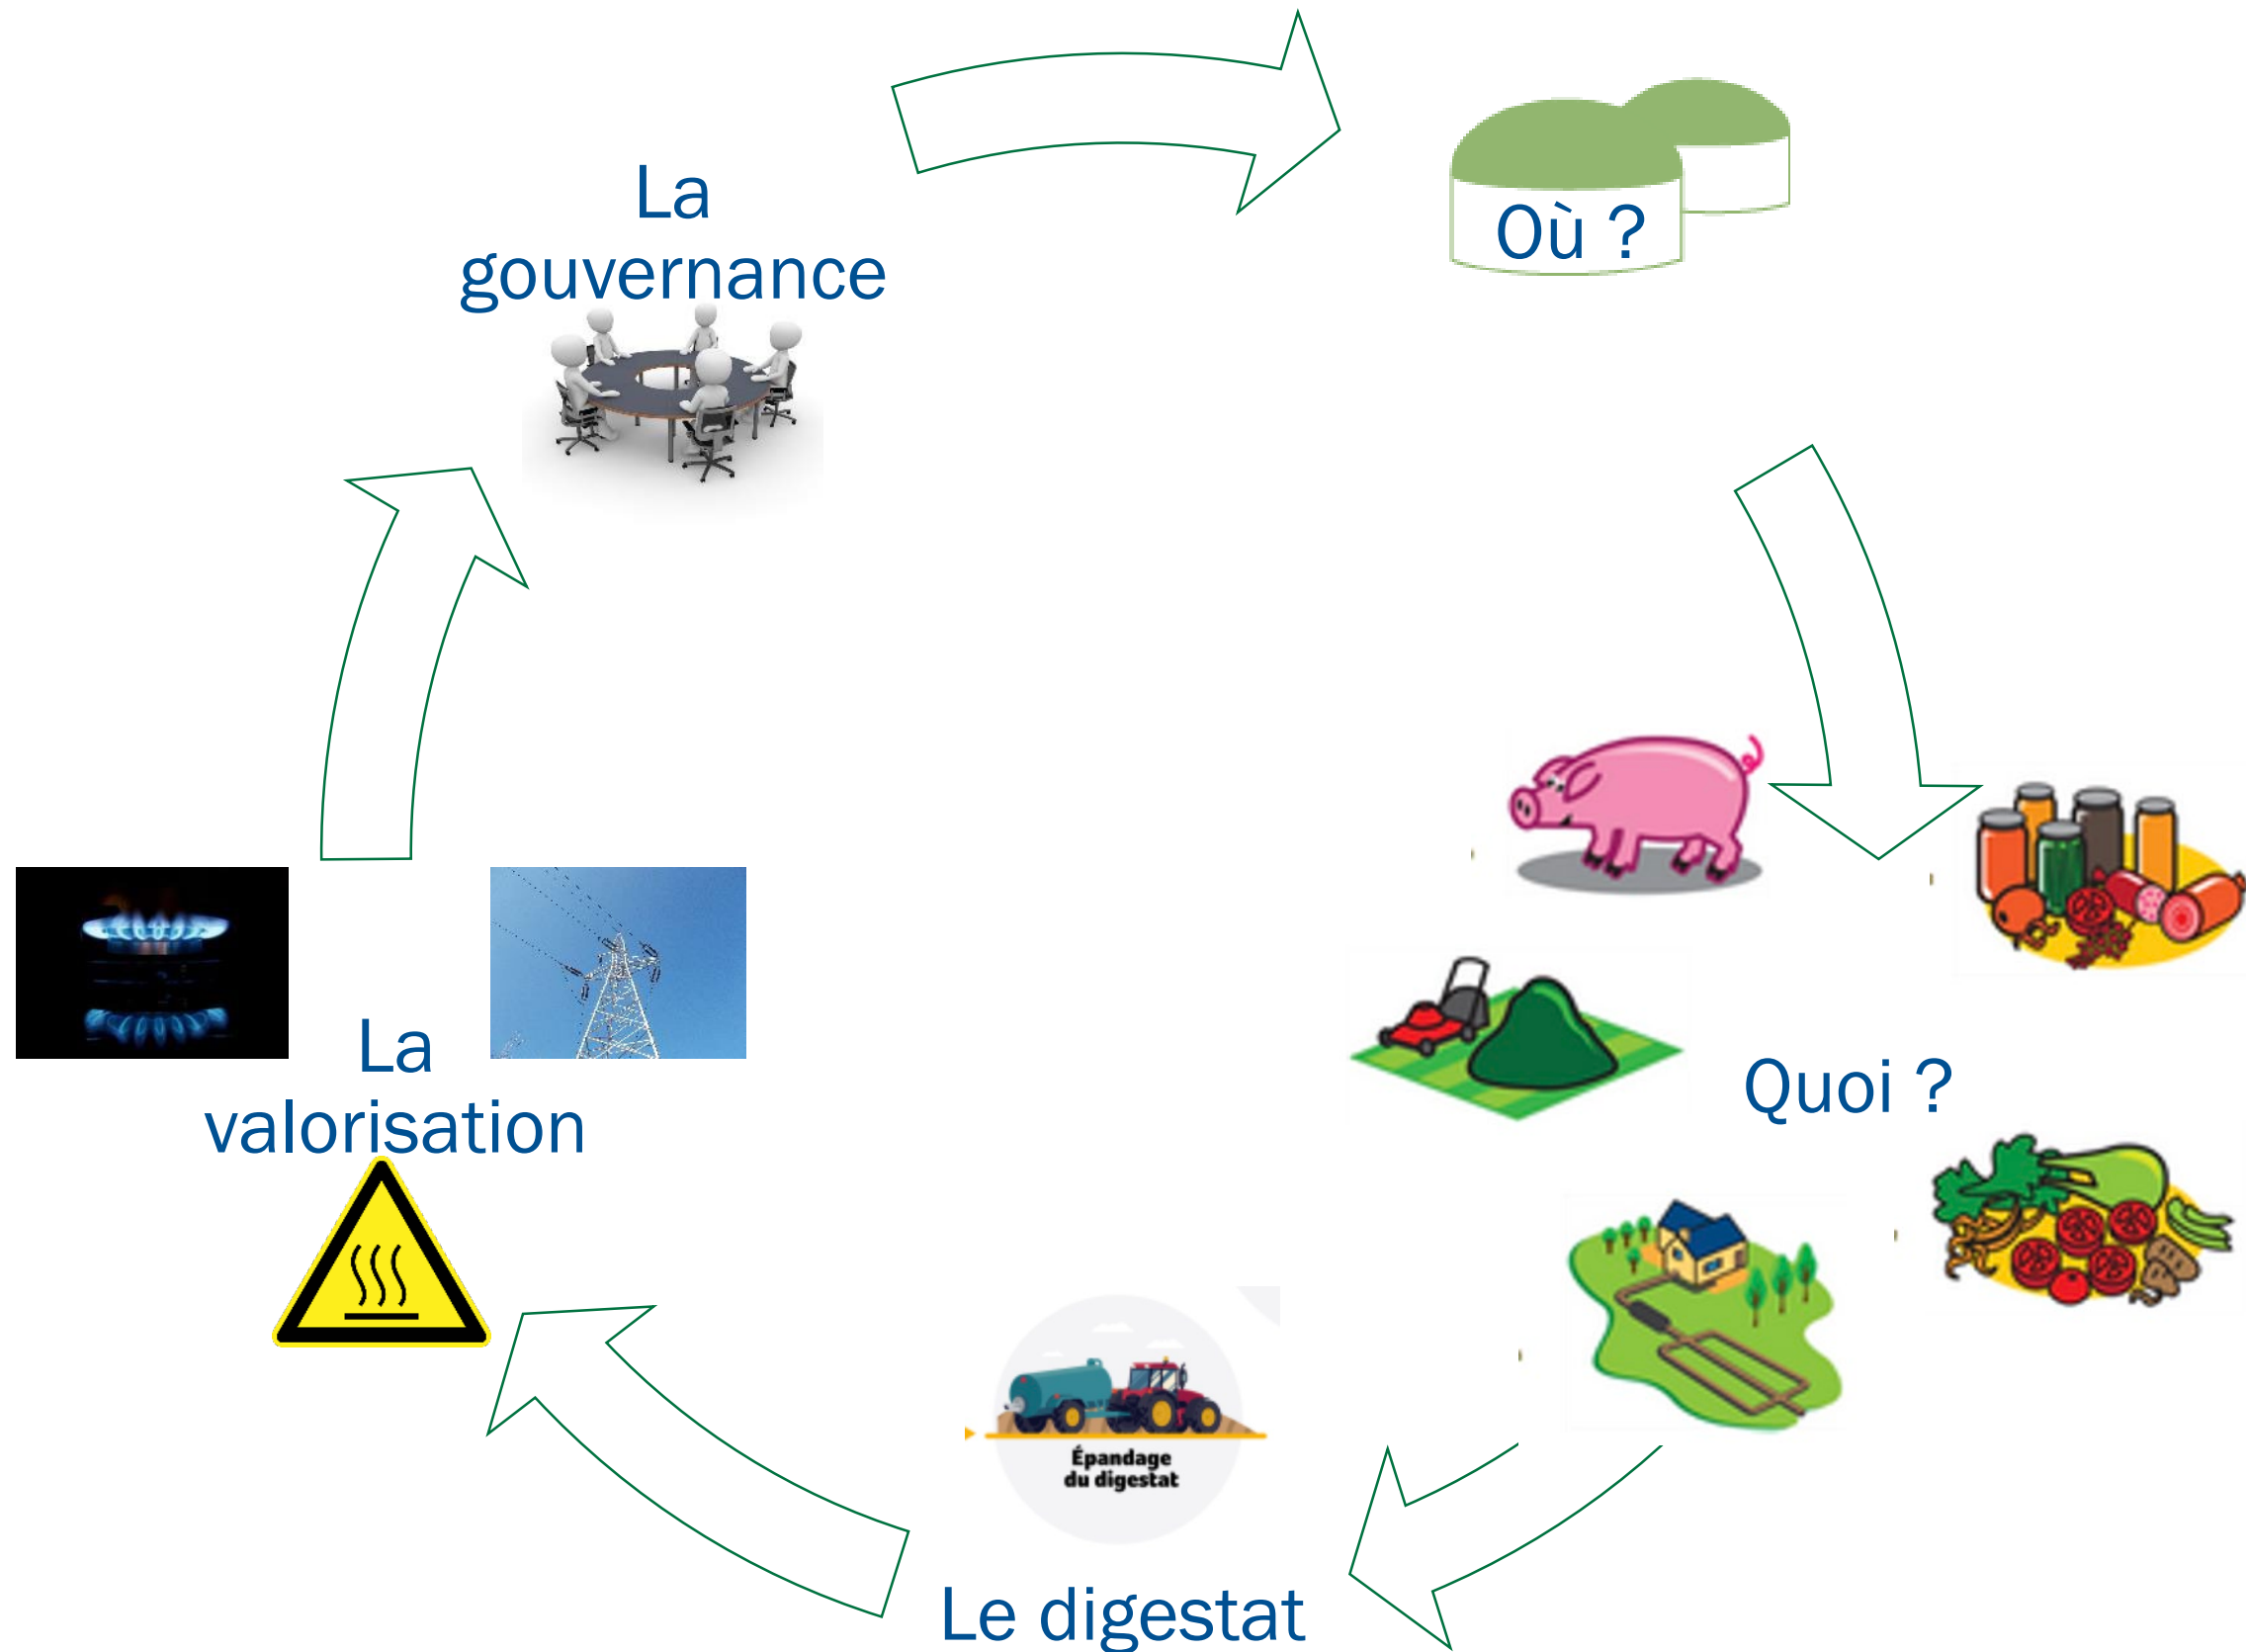 La
gouvernance
Où ?
Quoi ?
La
valorisation
Épandage
du digestat
Le digestat